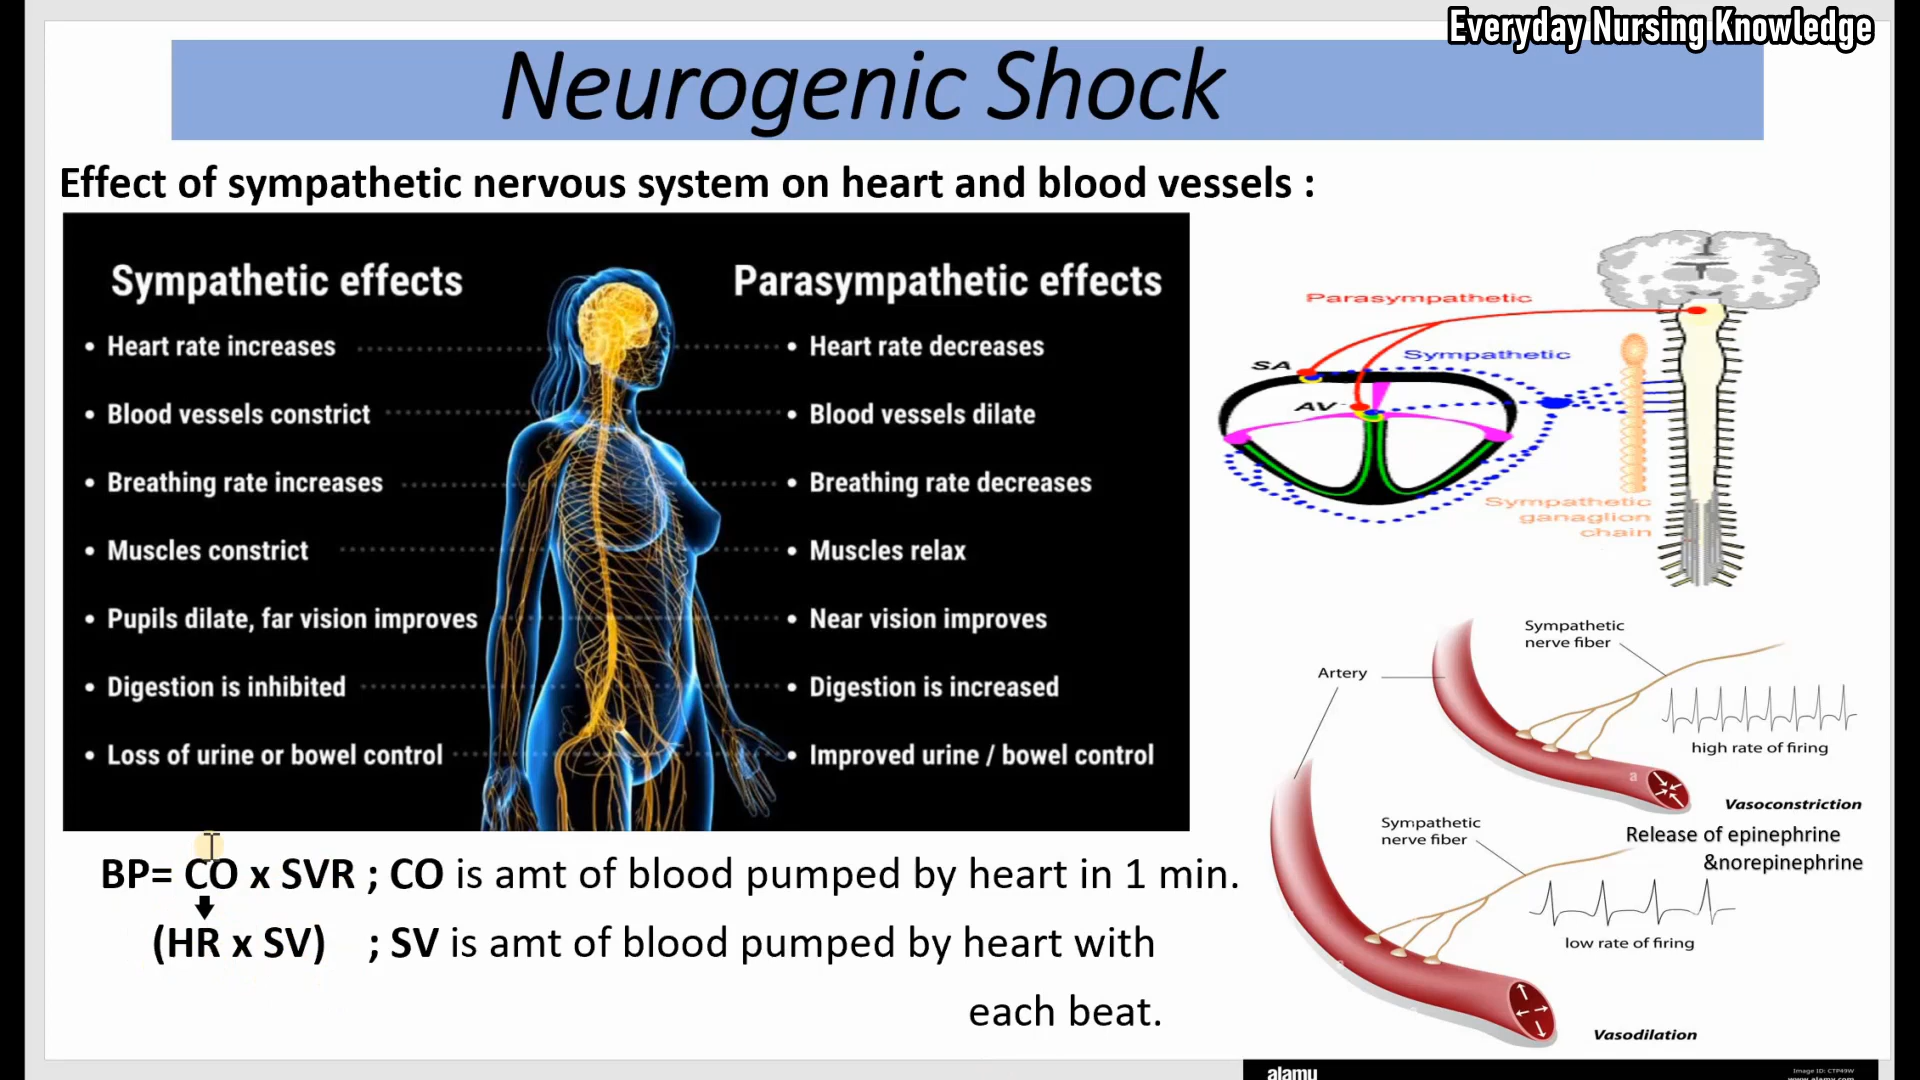 Everyday Nursing Knowledge
Neurogenic Shock
Effect of sympathetic nervous system on heart and blood vessels :
Sympathetic effects
• Heart rate increases
• Blood vessels constrict
• Breathing rate increases
• Muscles constrict
• Pupils dilate, far vision improves
• Digestion is inhibited
• Loss of urine or bowel control
Parasympathetic effects
• Heart rate decreases
• Blood vessels dilate
• Breathing rate decreases
• Muscles relax
• Near vision improves
• Digestion is increased
• Improved urine / bowel control
Parasympathetic
Sympathetic
SA
AV
Sympathetic
ganaglion
chain
Sympathetic
nerve fiber
Artery
high rate of firing
a
Vasoconstriction
Release of epinephrine
&norepinephrine
Sympathetic
nerve fiber
low rate of firing
Vasodilation
BP= CO x SVR ; CO is amt of blood pumped by heart in 1 min.
(HR x SV) ; SV is amt of blood pumped by heart with
each beat.
alamy
Image ID: CTP49W